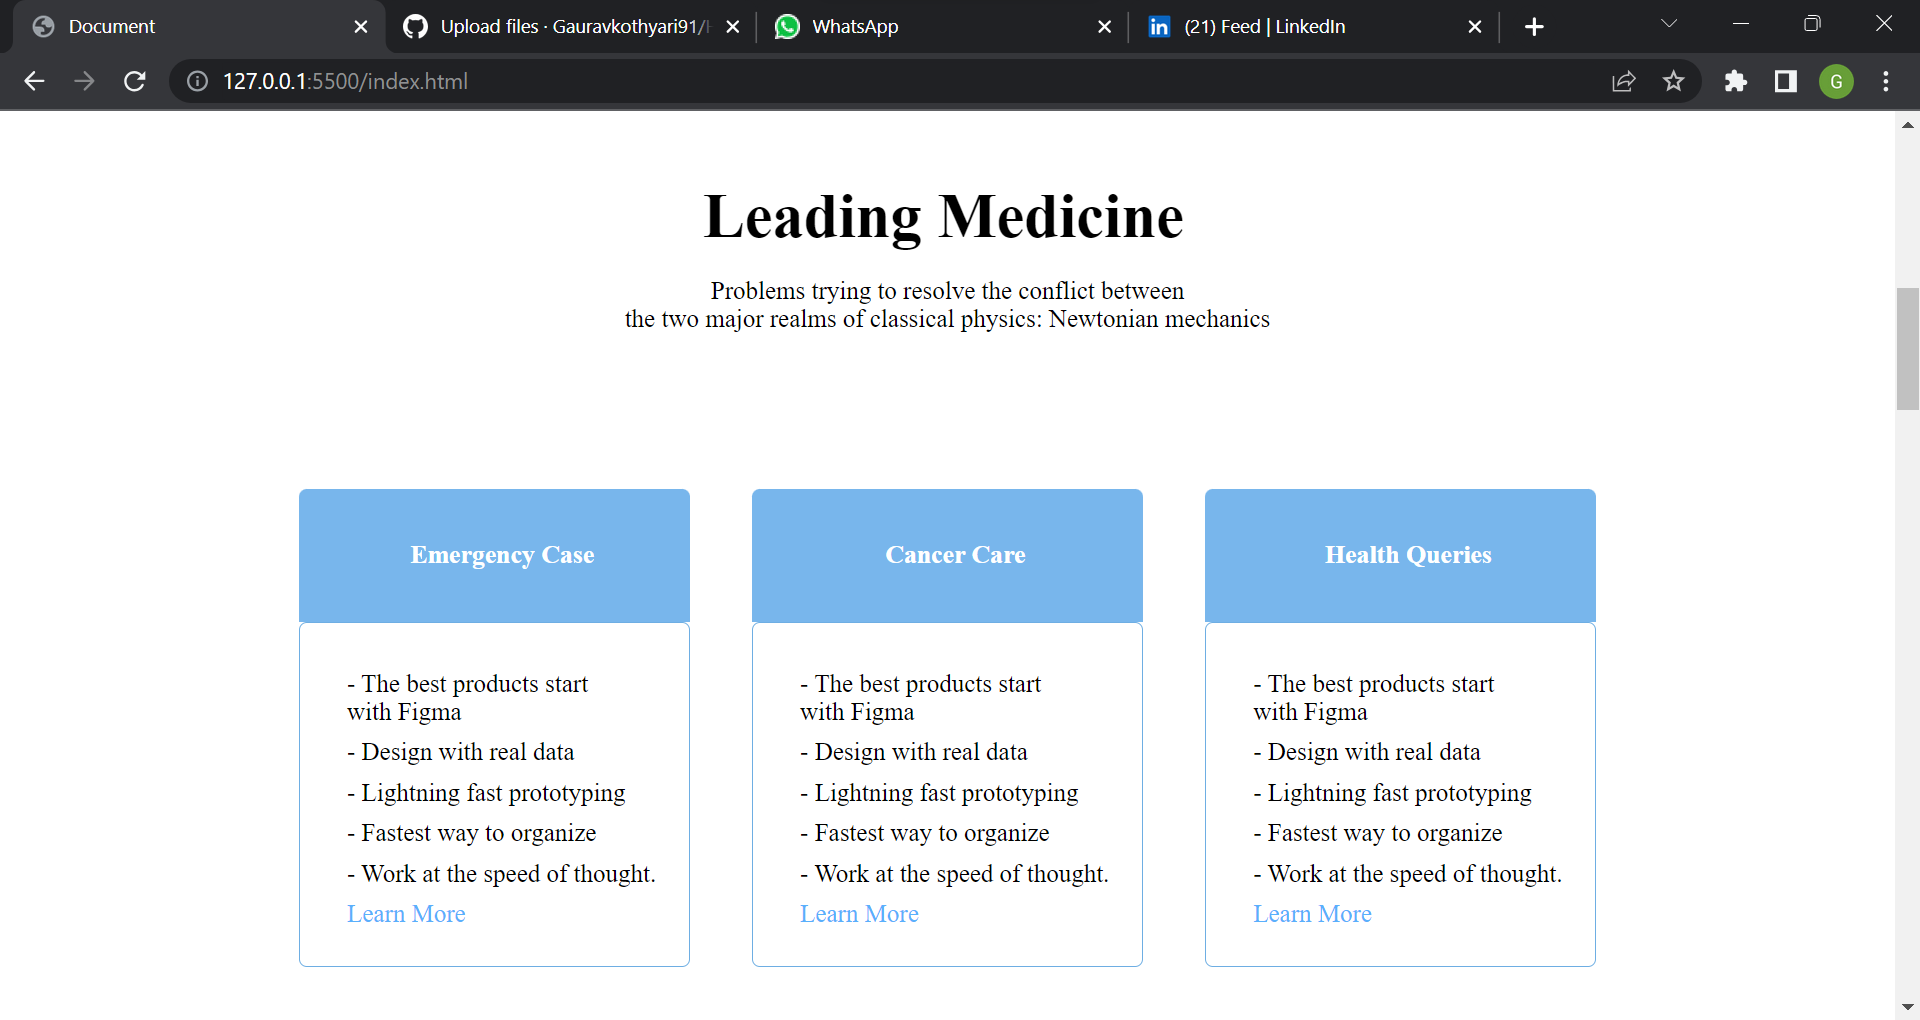 Document
Upload files · Gauravkothyari91/
WhatsApp
(21) Feed | LinkedIn
127.0.0.1:5500/index.html
G
Leading Medicine
Problems trying to resolve the conflict between
the two major realms of classical physics: Newtonian mechanics
Emergency Case
- The best products start
with Figma
- Design with real data
- Lightning fast prototyping
- Fastest way to organize
- Work at the speed of thought.
Learn More
Cancer Care
- The best products start
with Figma
- Design with real data
- Lightning fast prototyping
- Fastest way to organize
- Work at the speed of thought.
Learn More
Health Queries
- The best products start
with Figma
- Design with real data
- Lightning fast prototyping
- Fastest way to organize
- Work at the speed of thought.
Learn More